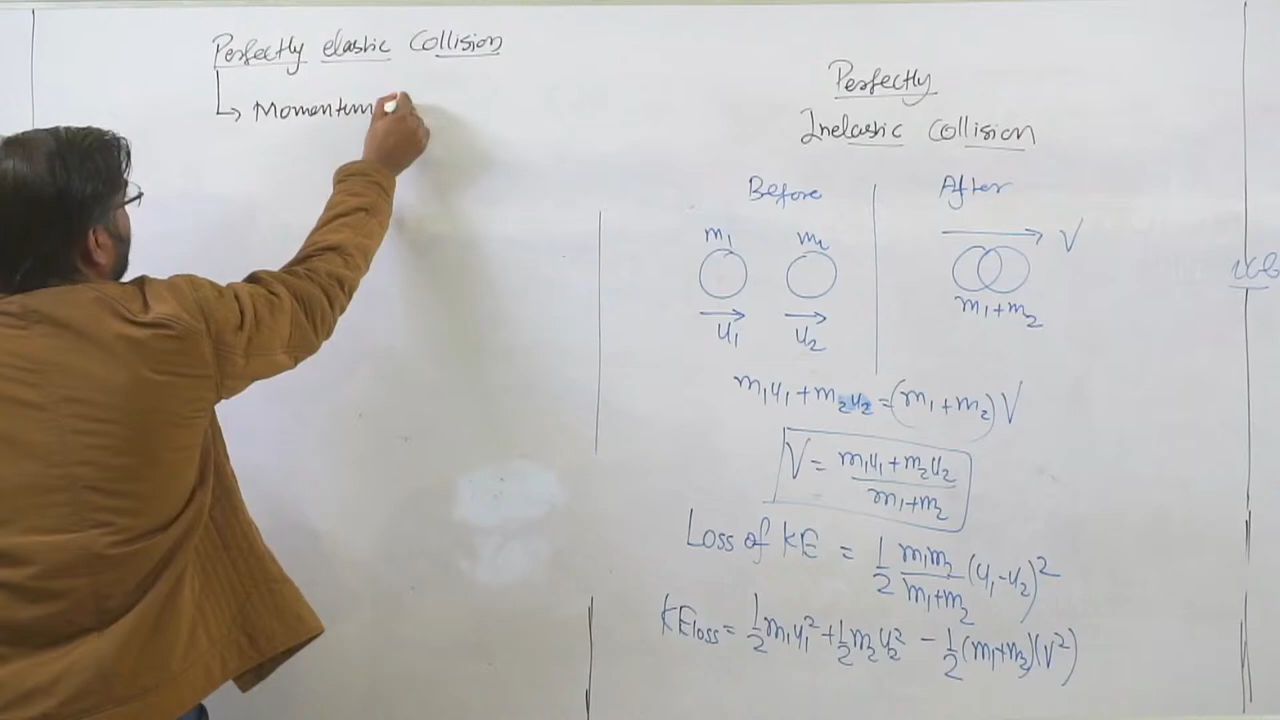 Perfectly elastic Collision
↳ Momentum
Perfectly
Inelastic Collision
Before After
m₁ m₂ → V
→ u₁ → u₂ m₁+m₂
m₁u₁ + m₂u₂ = (m₁ + m₂) V
V = (m₁u₁ + m₂u₂)/(m₁+m₂)
Loss of KE = 1/2 m₁m₂/(m₁+m₂) (u₁-u₂)²
KEloss = 1/2 m₁u₁² + 1/2 m₂u₂² - 1/2 (m₁+m₂)(V²)